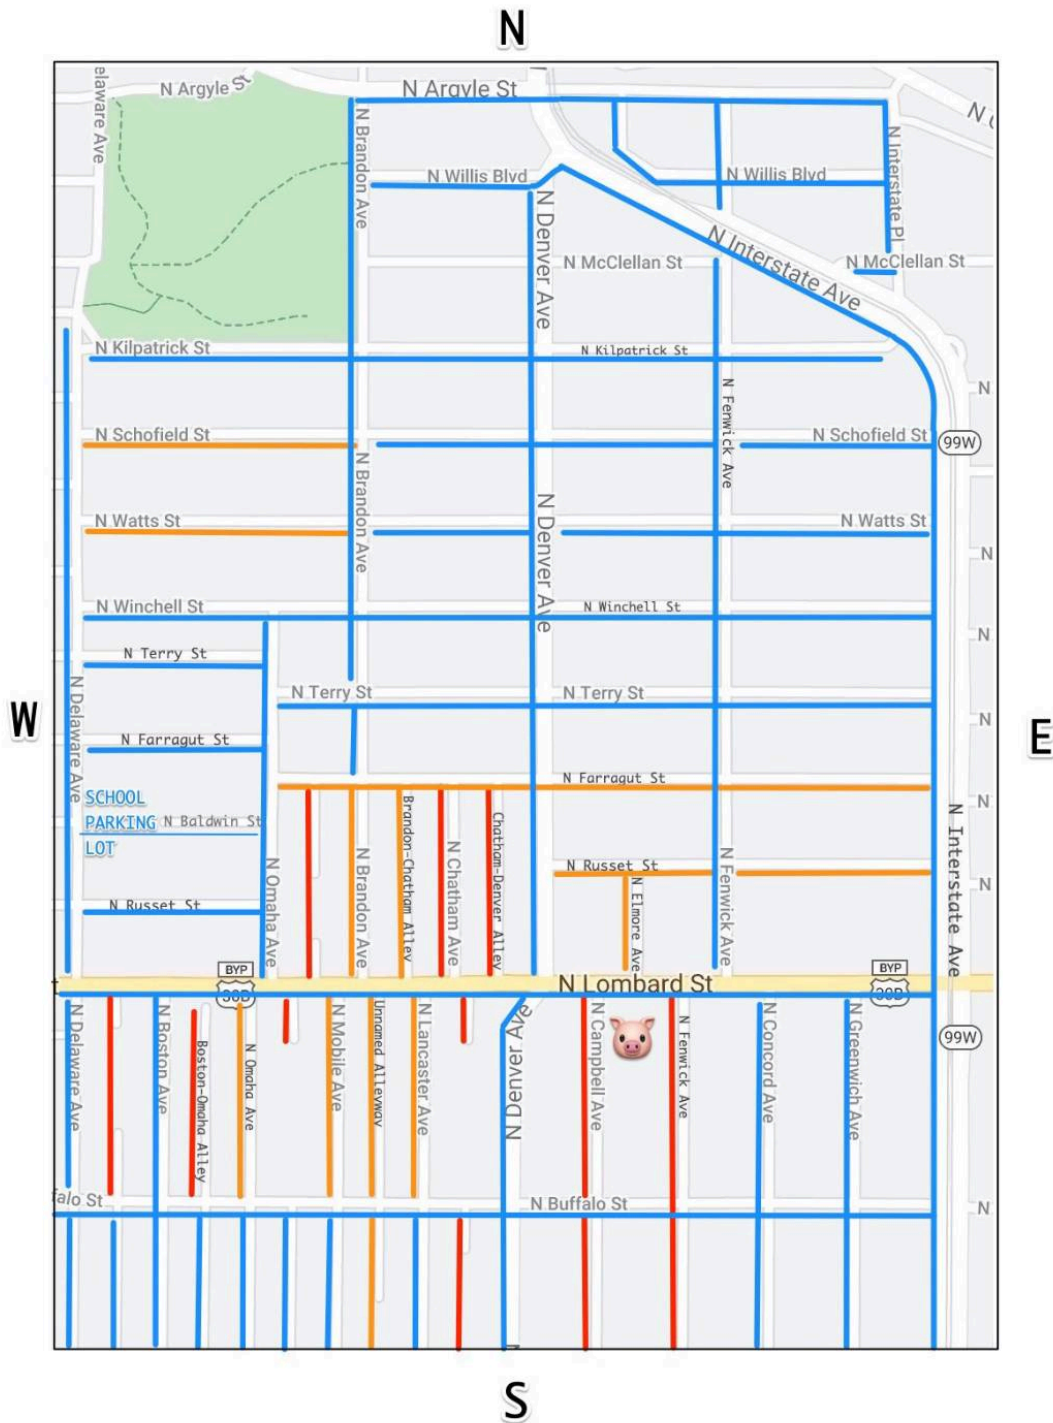 N
N Argyle St
N Argyle St
elaware Ave
N Brandon Ave
N Willis Blvd
N Willis Blvd
N Interstate Pl
N Denver Ave
N Interstate Ave
N McClellan St
N McClellan St
N Kilpatrick St
N Kilpatrick St
N Fenwick Ave
N
N Schofield St
N Schofield St
99W
N Brandon Ave
N Denver Ave
N Watts St
N Watts St
N
N Winchell St
N Winchell St
N
N Terry St
N Terry St
N Terry St
W
N Delaware Ave
N
E
N Farragut St
N Farragut St
SCHOOL
PARKING
LOT
N Baldwin St
N
N Omaha Ave
N Brandon Ave
Brandon-Chatham Alley
N Chatham Ave
Chatham-Denver Alley
N Russet St
N Elmore Ave
N Fenwick Ave
N Interstate Ave
N
N Russet St
BYP
30B
N Lombard St
BYP
30B
N Delaware Ave
N Boston Ave
Boston-Omaha Alley
N Omaha Ave
N Mobile Ave
Unnamed Alleyway
N Lancaster Ave
N Denver Ave
N Campbell Ave
N Fenwick Ave
N Concord Ave
N Greenwich Ave
99W
falo St
N Buffalo St
N
S